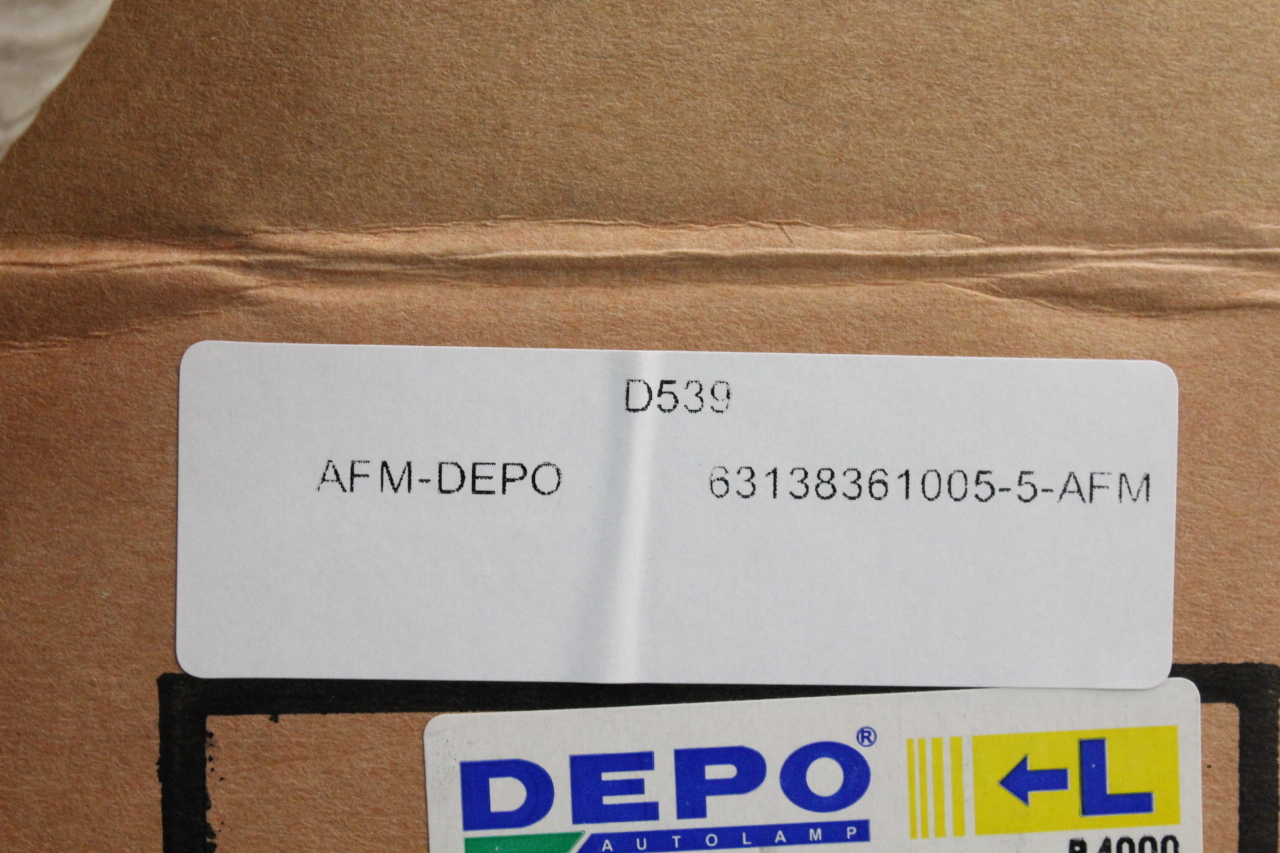 D539
AFM-DEPO 63138361005-5-AFM
DEPO® ←L
AUTOLAMP